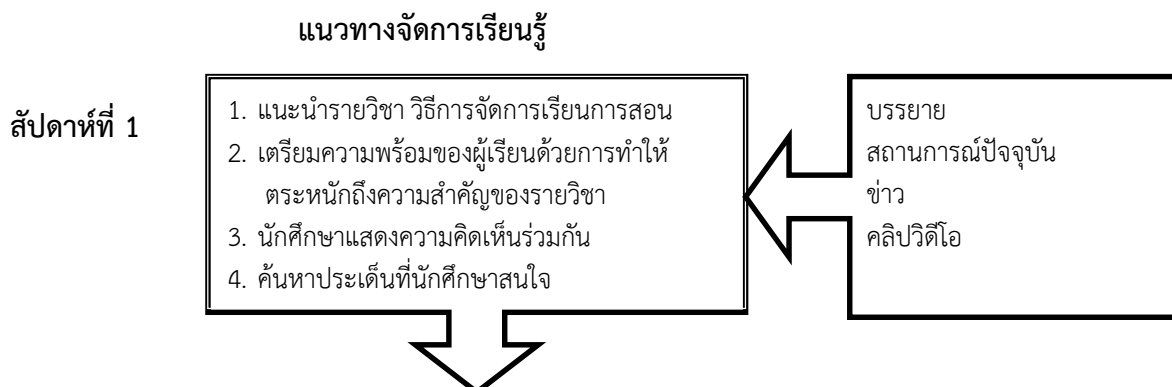 แนวทางจัดการเรียนรู้
สัปดาห์ที่ 1
1. แนะนำรายวิชา วิธีการจัดการเรียนการสอน
2. เตรียมความพร้อมของผู้เรียนด้วยการทำให้
ตระหนักถึงความสำคัญของรายวิชา
3. นักศึกษาแสดงความคิดเห็นร่วมกัน
4. ค้นหาประเด็นที่นักศึกษาสนใจ
บรรยาย
สถานการณ์ปัจจุบัน
ข่าว
คลิปวิดีโอ